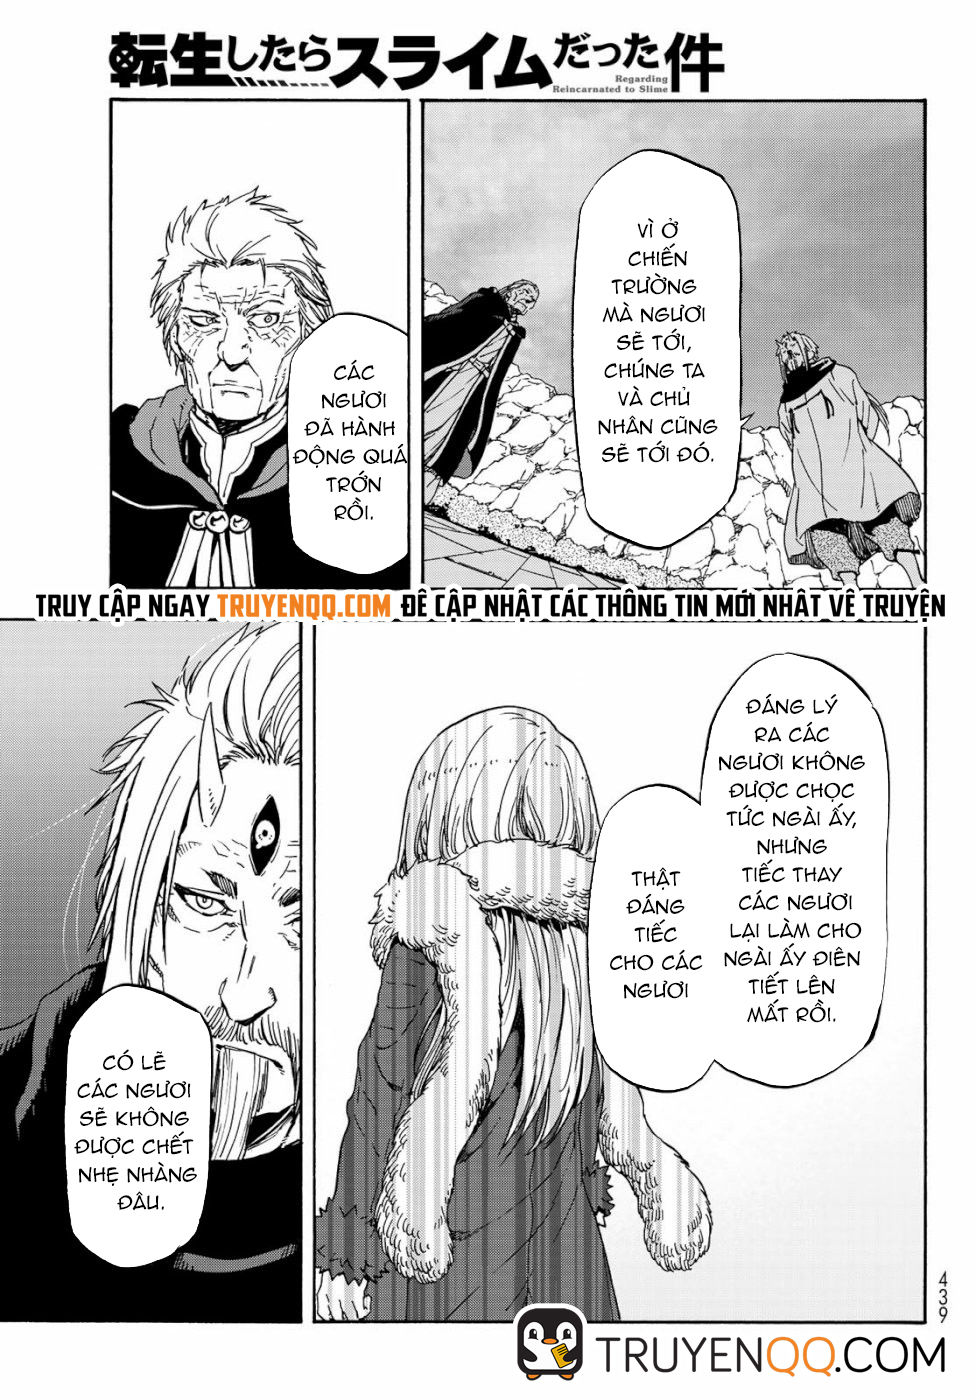 転生したらスライムだった件
Regarding
Reincarnated to Slime
VÌ Ở
CHIẾN
TRƯỜNG
MÀ NGƯƠI
SẼ TỚI,
CHÚNG TA
VÀ CHỦ
NHÂN CŨNG
SẼ TỚI ĐÓ.
CÁC
NGƯƠI
ĐÃ HÀNH
ĐỘNG QUÁ
TRỚN
RỒI.
TRUY CẬP NGAY TRUYENQQ.COM ĐỂ CẬP NHẬT CÁC THÔNG TIN MỚI NHẤT VỀ TRUYỆN
ĐÁNG LÝ
RA CÁC
NGƯƠI KHÔNG
ĐƯỢC CHỌC
TỨC NGÀI ẤY,
NHƯNG
TIẾC THAY
CÁC NGƯƠI
LẠI LÀM CHO
NGÀI ẤY ĐIÊN
TIẾT LÊN
MẤT RỒI.
THẬT
ĐÁNG
TIẾC
CHO CÁC
NGƯƠI
CÓ LẼ
CÁC NGƯƠI
SẼ KHÔNG
ĐƯỢC CHẾT
NHẸ NHÀNG
ĐÂU.
439
TRUYENQQ.COM